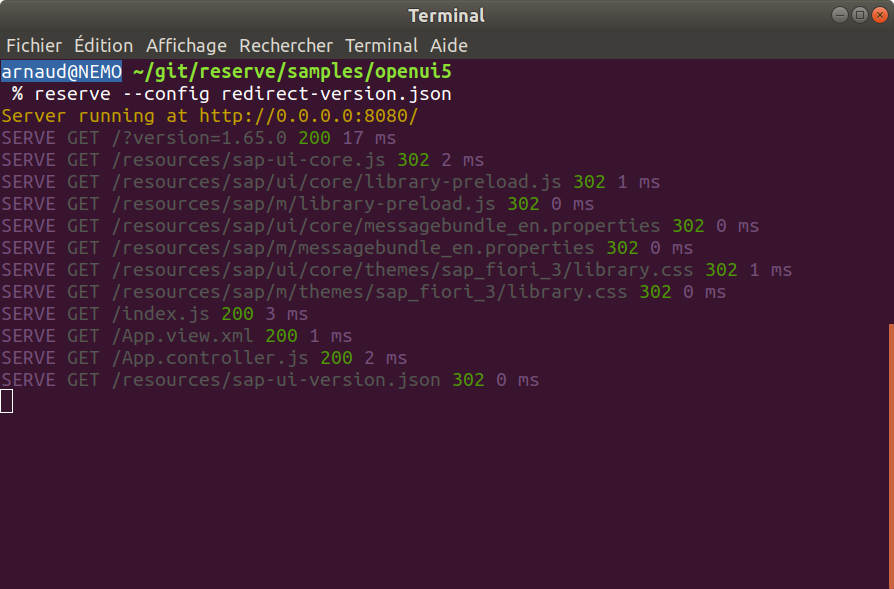 Terminal
Fichier Édition Affichage Rechercher Terminal Aide
arnaud@NEMO ~/git/reserve/samples/openui5
% reserve --config redirect-version.json
Server running at http://0.0.0.0:8080/
SERVE GET /?version=1.65.0 200 17 ms
SERVE GET /resources/sap-ui-core.js 302 2 ms
SERVE GET /resources/sap/ui/core/library-preload.js 302 1 ms
SERVE GET /resources/sap/m/library-preload.js 302 0 ms
SERVE GET /resources/sap/ui/core/messagebundle_en.properties 302 0 ms
SERVE GET /resources/sap/m/messagebundle_en.properties 302 0 ms
SERVE GET /resources/sap/ui/core/themes/sap_fiori_3/library.css 302 1 ms
SERVE GET /resources/sap/m/themes/sap_fiori_3/library.css 302 0 ms
SERVE GET /index.js 200 3 ms
SERVE GET /App.view.xml 200 1 ms
SERVE GET /App.controller.js 200 2 ms
SERVE GET /resources/sap-ui-version.json 302 0 ms